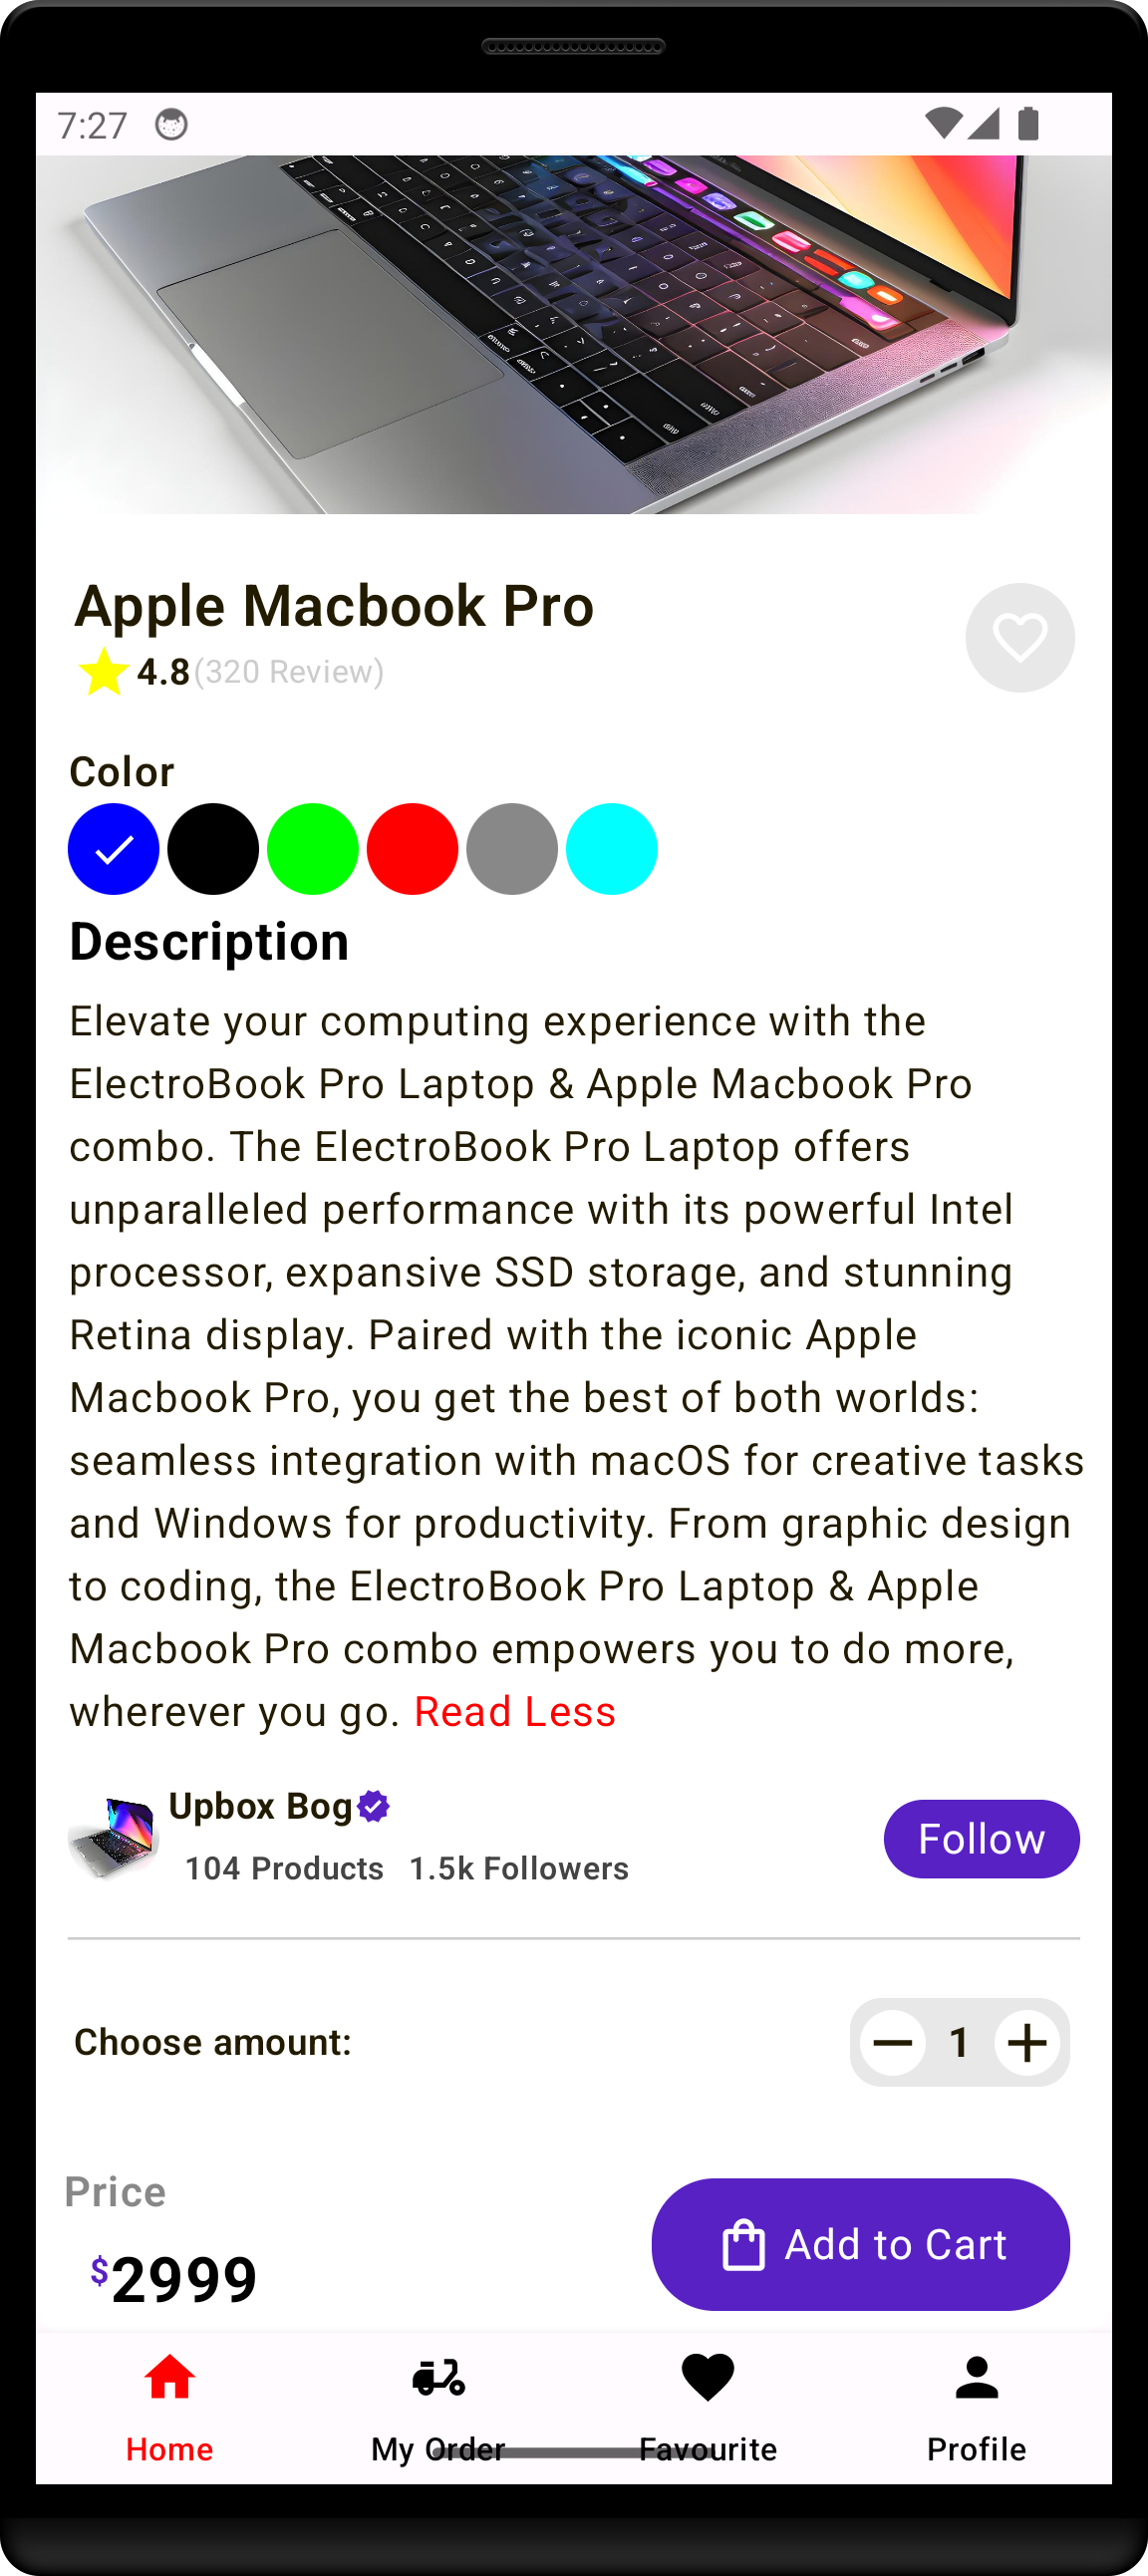 7:27
Apple Macbook Pro
4.8(320 Review)
Color
Description
Elevate your computing experience with the
ElectroBook Pro Laptop & Apple Macbook Pro
combo. The ElectroBook Pro Laptop offers
unparalleled performance with its powerful Intel
processor, expansive SSD storage, and stunning
Retina display. Paired with the iconic Apple
Macbook Pro, you get the best of both worlds:
seamless integration with macOS for creative tasks
and Windows for productivity. From graphic design
to coding, the ElectroBook Pro Laptop & Apple
Macbook Pro combo empowers you to do more,
wherever you go. Read Less
Upbox Bog
104 Products 1.5k Followers
Follow
Choose amount:
1
Price
$2999
Add to Cart
Home My Order Favourite Profile